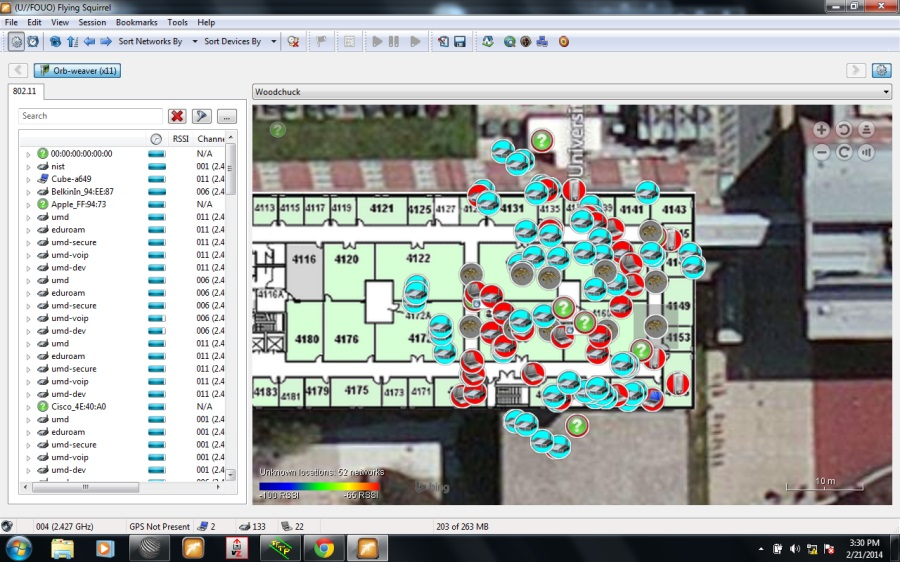 (U//FOUO) Flying Squirrel
File Edit View Session Bookmarks Tools Help
Sort Networks By Sort Devices By
Orb-weaver (x11)
802.11
Woodchuck
Search ...
RSSI Channe
00:00:00:00:00:00 N/A
nist 001 (2.4
Cube-a649 011 (2.4
BelkinIn_94:EE:87 006 (2.4
Apple_FF:94:73 N/A
umd 011 (2.4
eduroam 011 (2.4
umd-secure 011 (2.4
umd-voip 011 (2.4
umd-dev 011 (2.4
umd 006 (2.4
eduroam 006 (2.4
umd-secure 006 (2.4
umd-voip 006 (2.4
umd-dev 006 (2.4
umd 011 (2.4
eduroam 011 (2.4
umd-secure 011 (2.4
umd-voip 011 (2.4
umd-dev 011 (2.4
Cisco_4E:40:A0 N/A
umd 001 (2.4
eduroam 001 (2.4
umd-secure 001 (2.4
umd-voip 001 (2.4
umd-dev 001 (2.4
Universi
4113 4115 4117 4119 4121 4125 4127 4131 4135 4141 4143
4116 4120 4122
4116A
4172A
4149
4180 4176
4153
4183 4181 4179 4175 4173 4171
Unknown locations: 52 networks
-100 RSSI -66 RSSI
bing
10 m
004 (2.427 GHz) GPS Not Present 2 133 22 203 of 263 MB
3:30 PM
2/21/2014